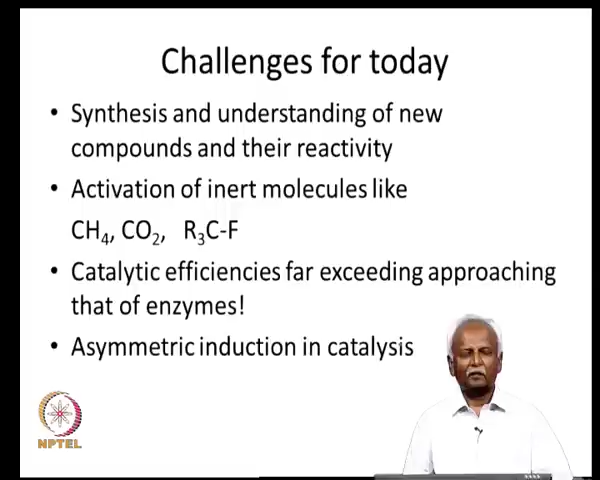 Challenges for today
• Synthesis and understanding of new
compounds and their reactivity
• Activation of inert molecules like
CH₄, CO₂, R₃C-F
• Catalytic efficiencies far exceeding approaching
that of enzymes!
• Asymmetric induction in catalysis
NPTEL